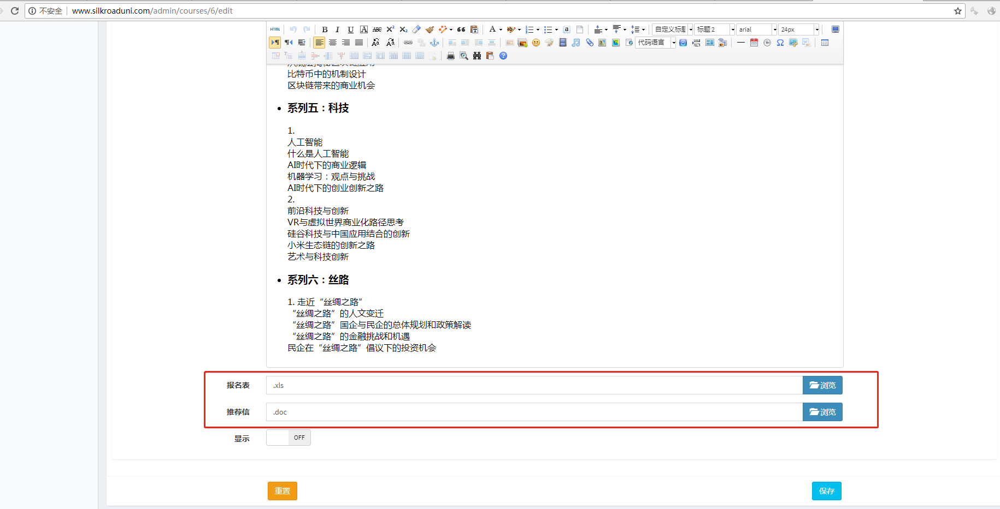 不安全 www.silkroaduni.com/admin/courses/6/edit
HTML B I U A ABC X² X₂ A 自定义标题 标题 2 arial 24px
代码语言
比特币中的机制设计
区块链带来的商业机会
系列五：科技
1.
人工智能
什么是人工智能
AI时代下的商业逻辑
机器学习：观点与挑战
AI时代下的创业创新之路
2.
前沿科技与创新
VR与虚拟世界商业化路径思考
硅谷科技与中国应用结合的创新
小米生态链的创新之路
艺术与科技创新
系列六：丝路
1. 走近“丝绸之路”
“丝绸之路”的人文变迁
“丝绸之路”国企与民企的总体规划和政策解读
“丝绸之路”的金融挑战和机遇
民企在“丝绸之路”倡议下的投资机会
报名表 .xls 浏览
推荐信 .doc 浏览
显示 OFF
重置 保存